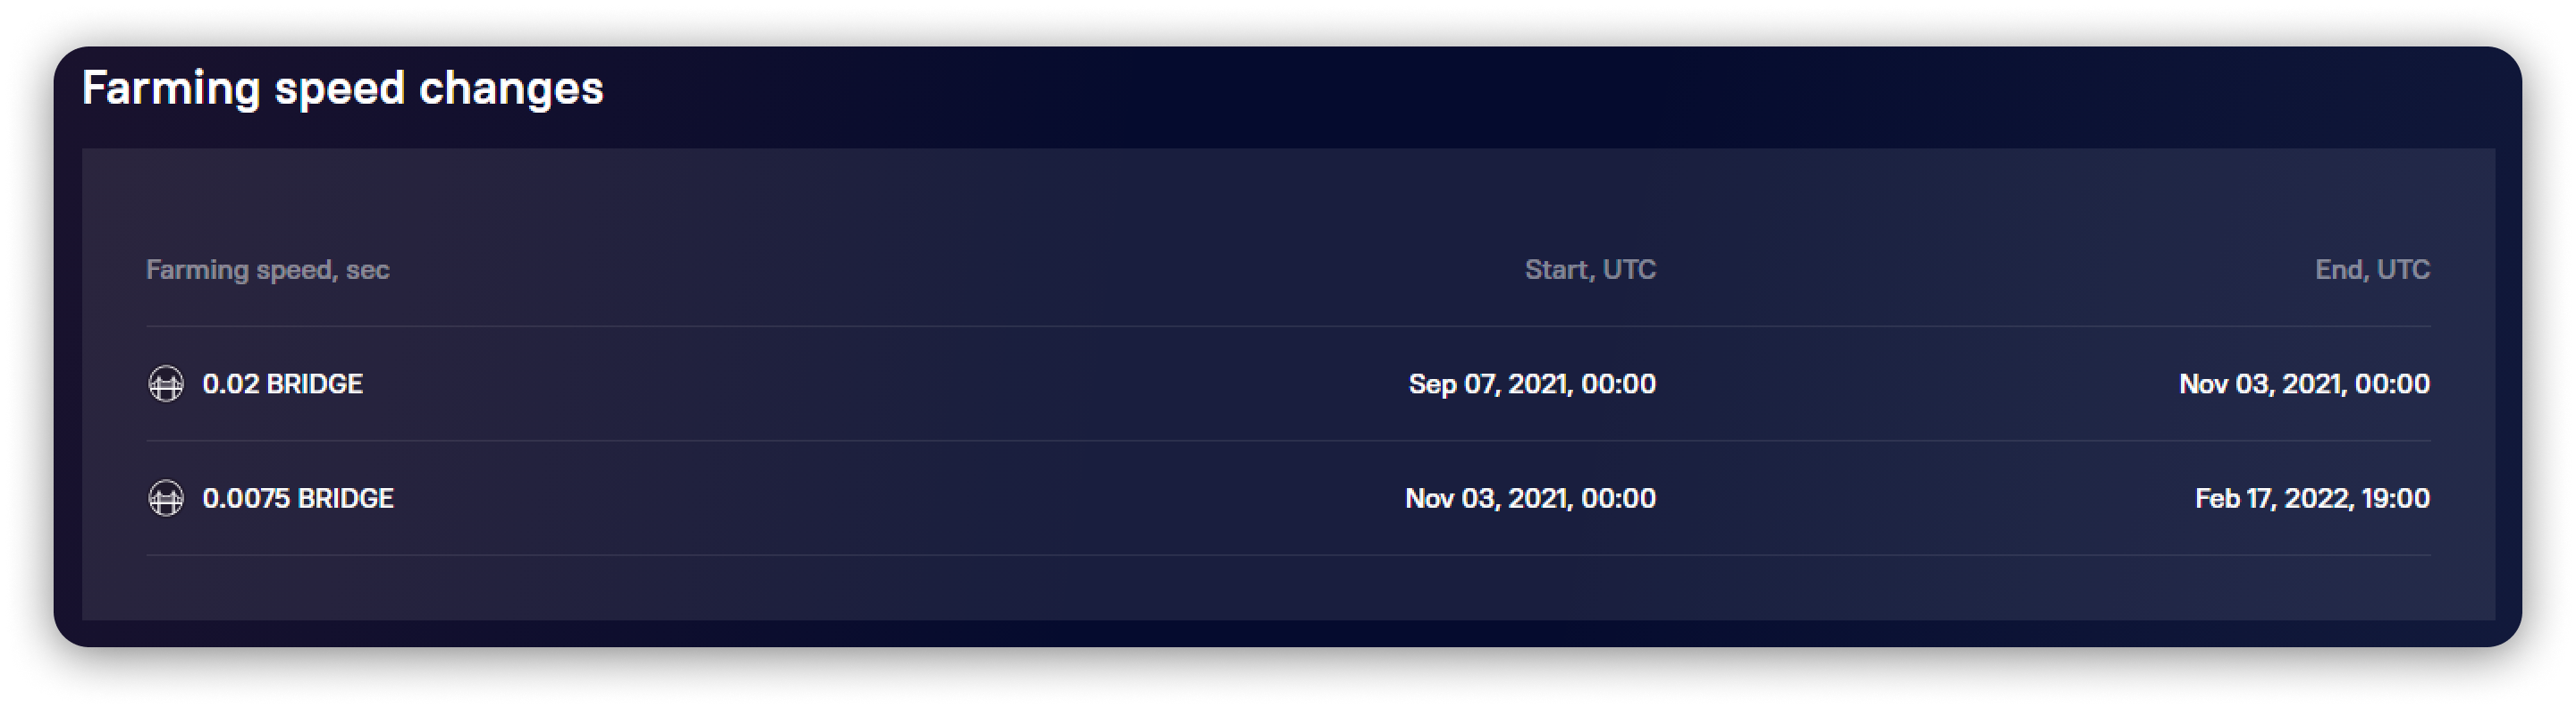 Farming speed changes
Farming speed, sec Start, UTC End, UTC
0.02 BRIDGE Sep 07, 2021, 00:00 Nov 03, 2021, 00:00
0.0075 BRIDGE Nov 03, 2021, 00:00 Feb 17, 2022, 19:00